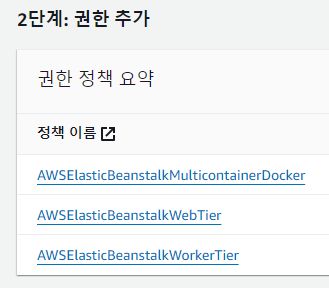 2단계: 권한 추가
권한 정책 요약
정책 이름
AWSElasticBeanstalkMulticontainerDocker
AWSElasticBeanstalkWebTier
AWSElasticBeanstalkWorkerTier